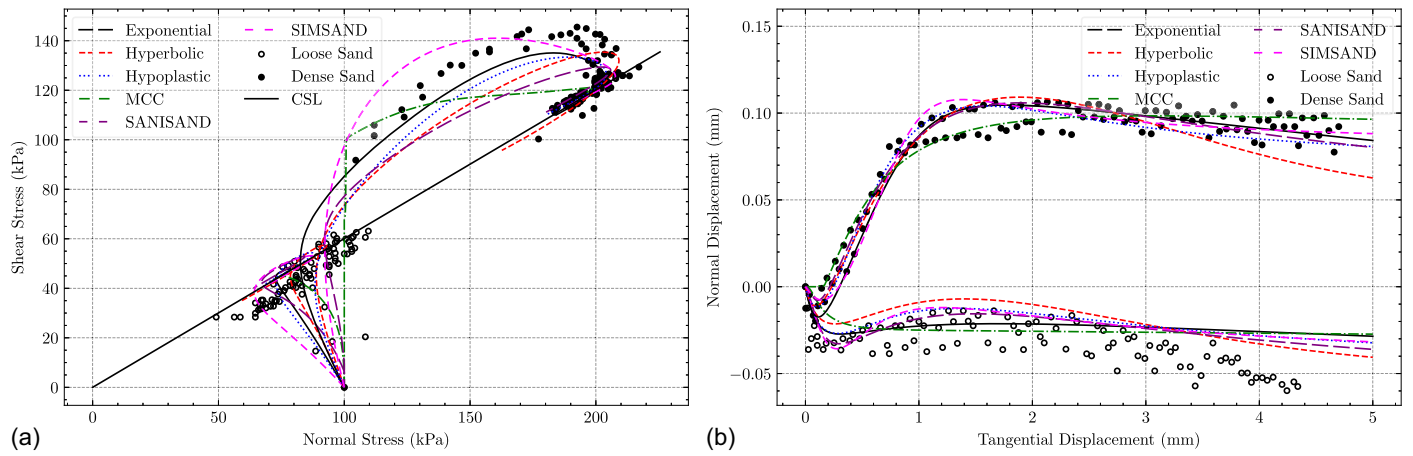 Exponential
Hyperbolic
Hypoplastic
MCC
SANISAND
SIMSAND
Loose Sand
Dense Sand
CSL
140
120
100
80
60
40
20
0
Shear Stress (kPa)
0
50
100
150
200
Normal Stress (kPa)
(a)
Exponential
Hyperbolic
Hypoplastic
MCC
SANISAND
SIMSAND
Loose Sand
Dense Sand
0.15
0.10
0.05
0.00
−0.05
Normal Displacement (mm)
0
1
2
3
4
5
Tangential Displacement (mm)
(b)